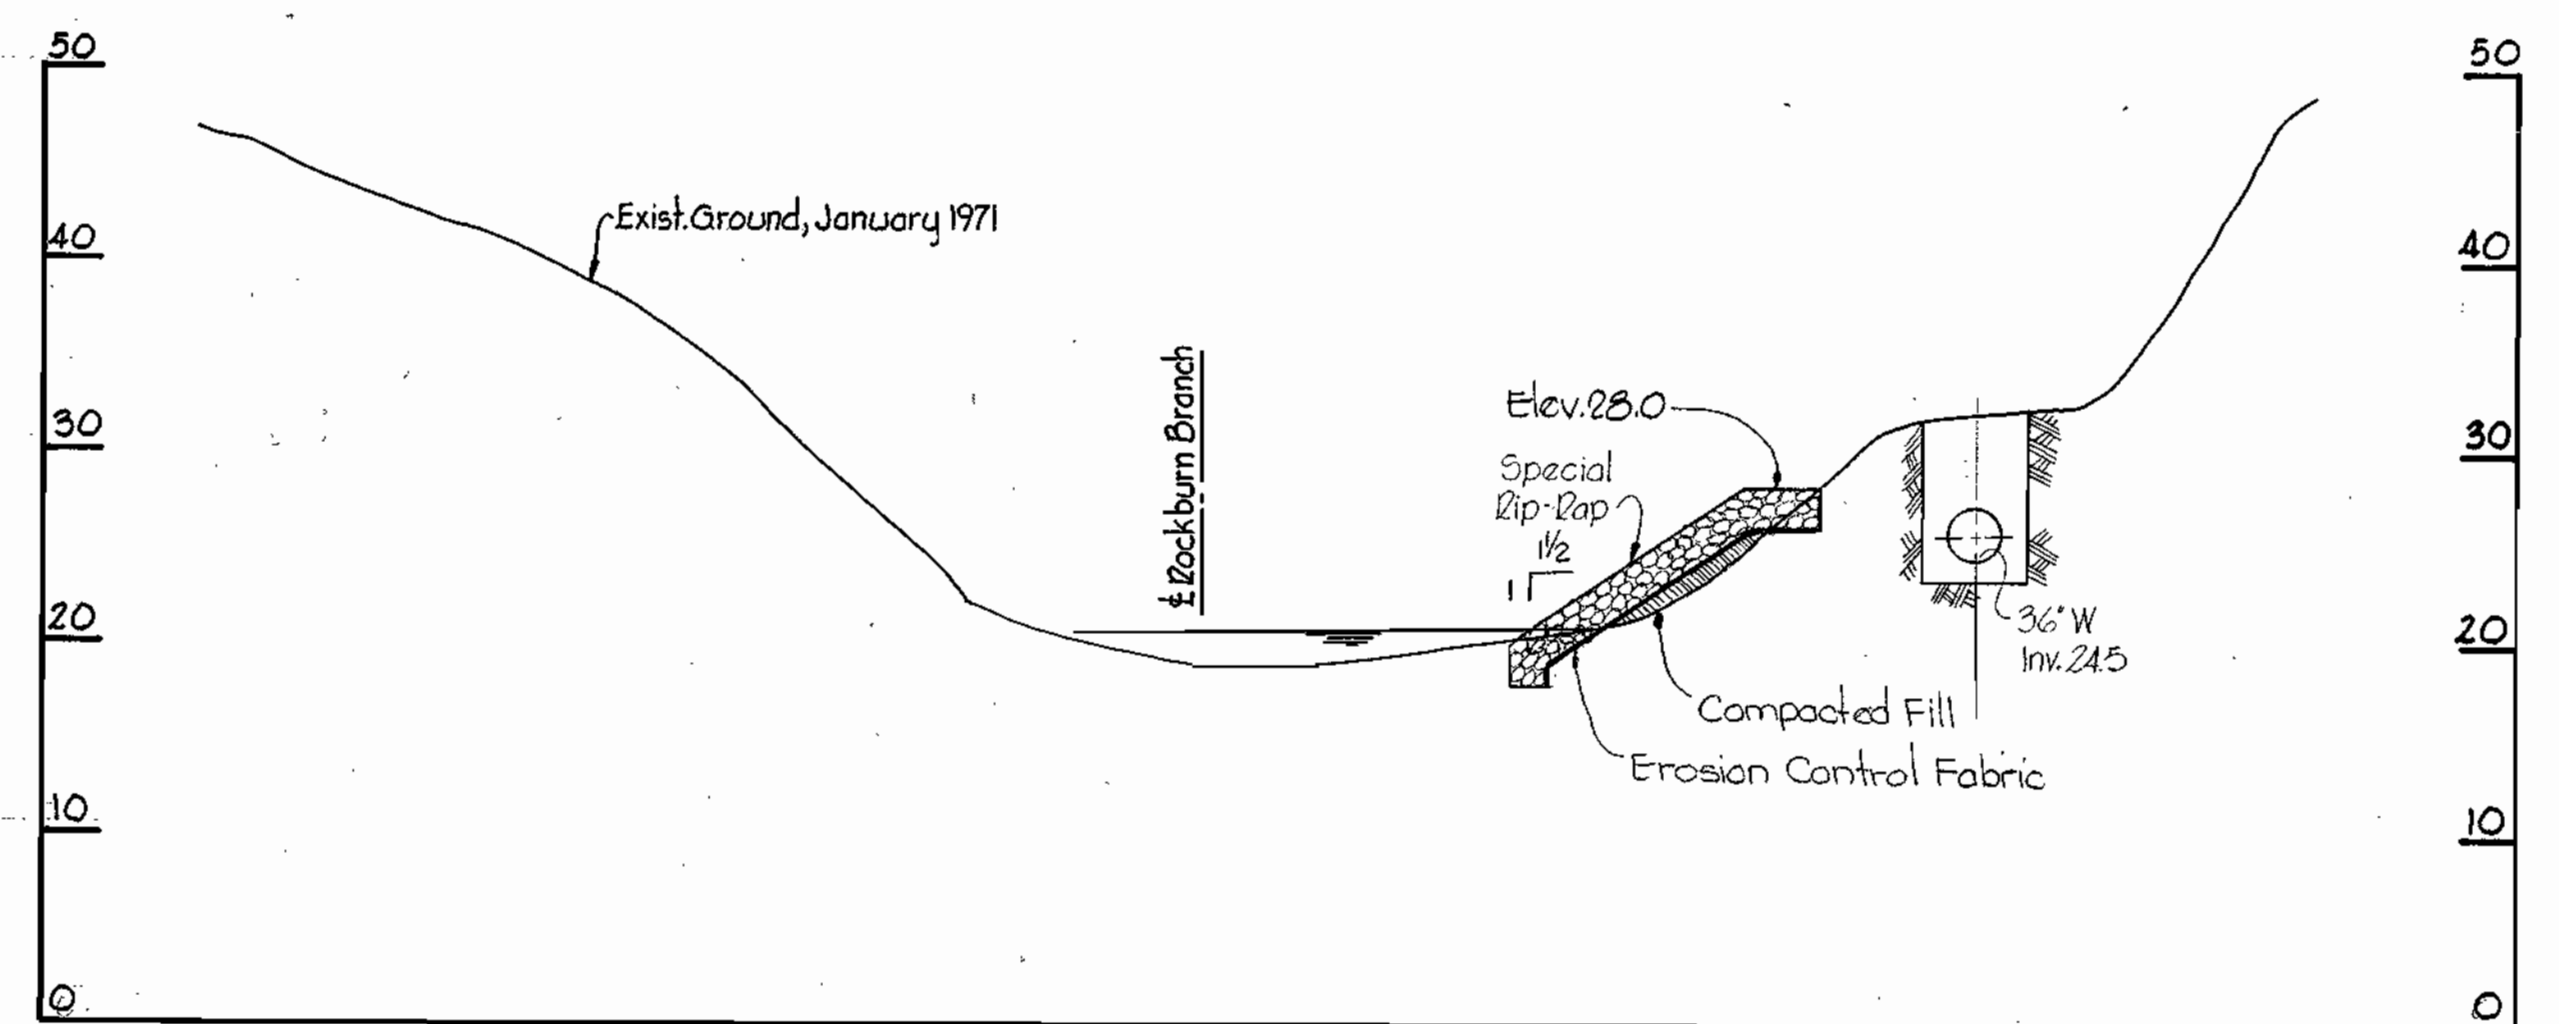 50
50
Exist. Ground, January 1971
40
40
℄ Rockburn Branch
Elev. 28.0
30
30
Special
Rip-Rap
1½
1
20
20
36" W
Inv. 24.5
Compacted Fill
Erosion Control Fabric
10
10
0
0